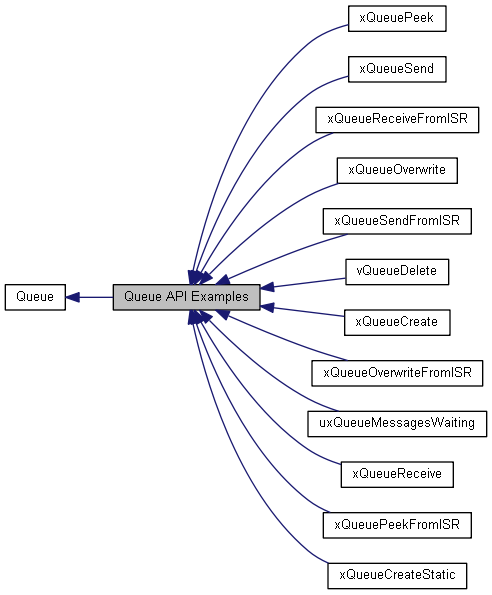 xQueuePeek
xQueueSend
xQueueReceiveFromISR
xQueueOverwrite
xQueueSendFromISR
vQueueDelete
Queue
Queue API Examples
xQueueCreate
xQueueOverwriteFromISR
uxQueueMessagesWaiting
xQueueReceive
xQueuePeekFromISR
xQueueCreateStatic